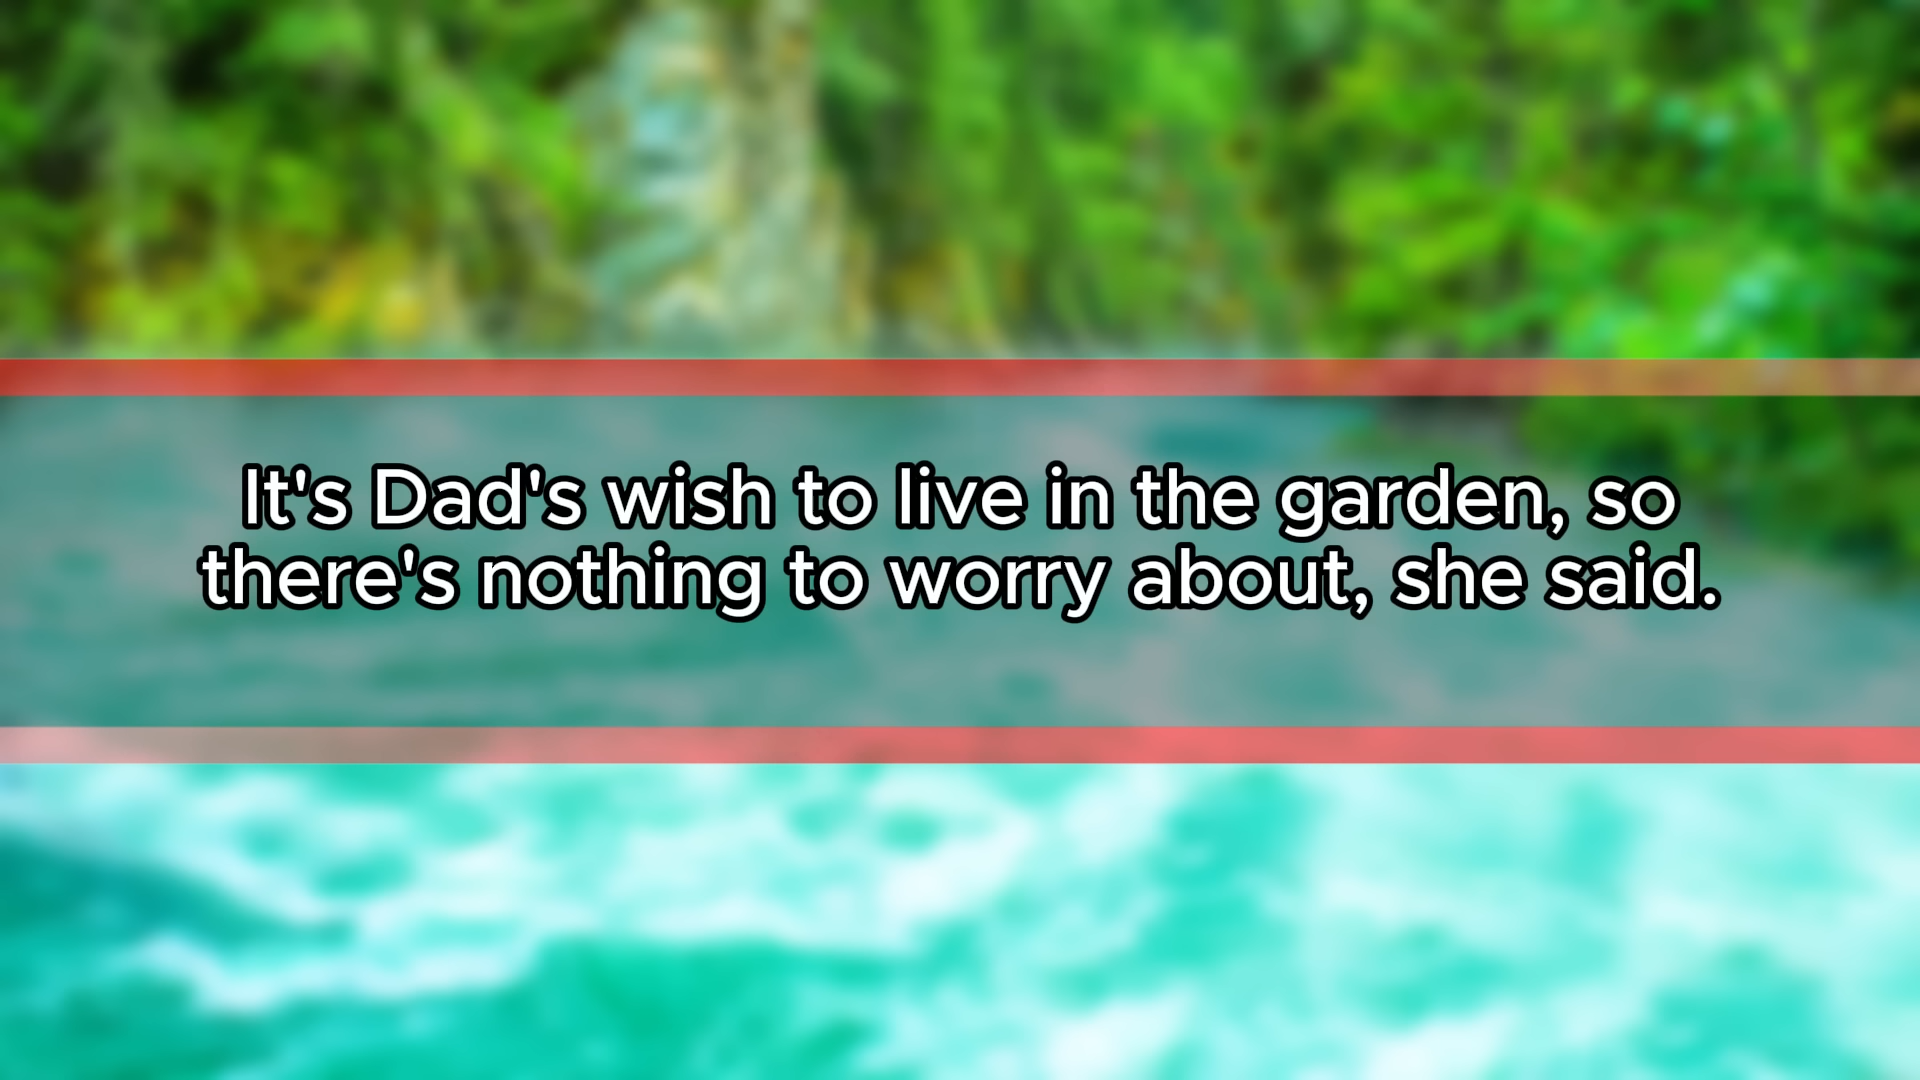 It's Dad's wish to live in the garden, so
there's nothing to worry about, she said.